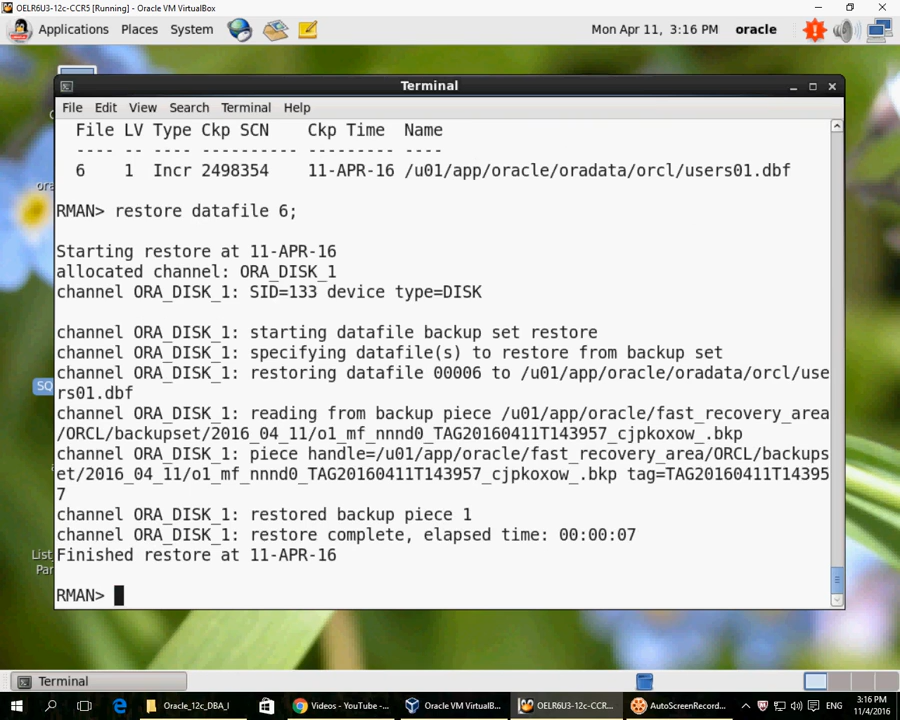 OELR6U3-12c-CCR5 [Running] - Oracle VM VirtualBox
Applications Places System Mon Apr 11, 3:16 PM oracle
Terminal
File Edit View Search Terminal Help
File LV Type Ckp SCN    Ckp Time  Name
---- -- ---- ---------- --------- ----
6    1  Incr 2498354    11-APR-16 /u01/app/oracle/oradata/orcl/users01.dbf
RMAN> restore datafile 6;
Starting restore at 11-APR-16
allocated channel: ORA_DISK_1
channel ORA_DISK_1: SID=133 device type=DISK
channel ORA_DISK_1: starting datafile backup set restore
channel ORA_DISK_1: specifying datafile(s) to restore from backup set
channel ORA_DISK_1: restoring datafile 00006 to /u01/app/oracle/oradata/orcl/use
rs01.dbf
channel ORA_DISK_1: reading from backup piece /u01/app/oracle/fast_recovery_area
/ORCL/backupset/2016_04_11/o1_mf_nnnd0_TAG20160411T143957_cjpkoxow_.bkp
channel ORA_DISK_1: piece handle=/u01/app/oracle/fast_recovery_area/ORCL/backups
et/2016_04_11/o1_mf_nnnd0_TAG20160411T143957_cjpkoxow_.bkp tag=TAG20160411T14395
7
channel ORA_DISK_1: restored backup piece 1
channel ORA_DISK_1: restore complete, elapsed time: 00:00:07
Finished restore at 11-APR-16
RMAN>
ora
SQ
List
Par
Terminal
Oracle_12c_DBA_I
Videos - YouTube -...
Oracle VM VirtualB...
OELR6U3-12c-CCR...
AutoScreenRecord...
ENG
3:16 PM
11/4/2016